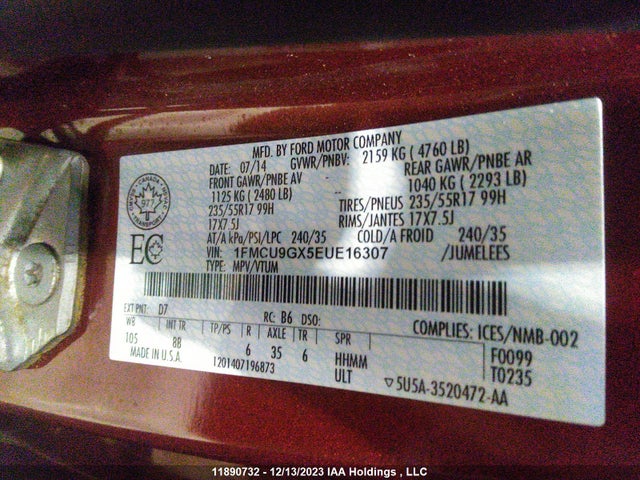 MFD. BY FORD MOTOR COMPANY
DATE: 07/14 GVWR/PNBV: 2159 KG ( 4760 LB)
FRONT GAWR/PNBE AV - REAR GAWR/PNBE AR
1125 KG ( 2480 LB) -- 1040 KG ( 2293 LB)
235/55R17 99H TIRES/PNEUS 235/55R17 99H
17X7.5J RIMS/JANTES 17X7.5J
AT/A kPa/PSI/LPC 240/35 COLD/A FROID 240/35
VIN: 1FMCU9GX5EUE16307 /JUMELEES
TYPE: MPV/VTUM
CANADA
977
TRANSPORT
EC
EXT PNT: D7 RC: B6 DSO:
WB INT TR TP/PS R AXLE TR SPR COMPLIES: ICES/NMB-002
105 8B 6 35 6 HHMM F0099
MADE IN U.S.A. 1201407196873 ULT T0235
▽5U5A-3520472-AA
11890732 - 12/13/2023 IAA Holdings , LLC